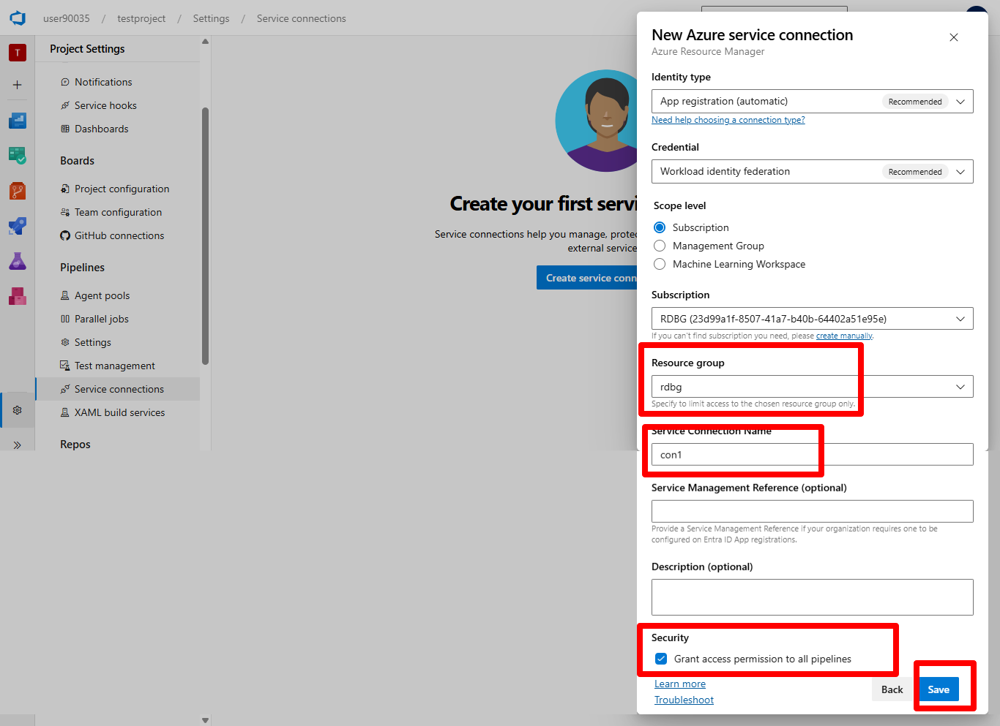 user90035 / testproject / Settings / Service connections
T
Project Settings
Notifications
Service hooks
Dashboards
Boards
Project configuration
Team configuration
GitHub connections
Pipelines
Agent pools
Parallel jobs
Settings
Test management
Service connections
XAML build services
Repos
Create your first servi
Service connections help you manage, protec
external service
Create service conn
New Azure service connection
Azure Resource Manager
Identity type
App registration (automatic) Recommended
Need help choosing a connection type?
Credential
Workload identity federation Recommended
Scope level
Subscription
Management Group
Machine Learning Workspace
Subscription
RDBG (23d99a1f-8507-41a7-b40b-64402a51e95e)
If you can't find subscription you need, please create manually.
Resource group
rdbg
Specify to limit access to the chosen resource group only.
Service Connection Name
con1
Service Management Reference (optional)
Provide a Service Management Reference if your organization requires one to be
configured on Entra ID App registrations.
Description (optional)
Security
Grant access permission to all pipelines
Learn more
Troubleshoot
Back
Save